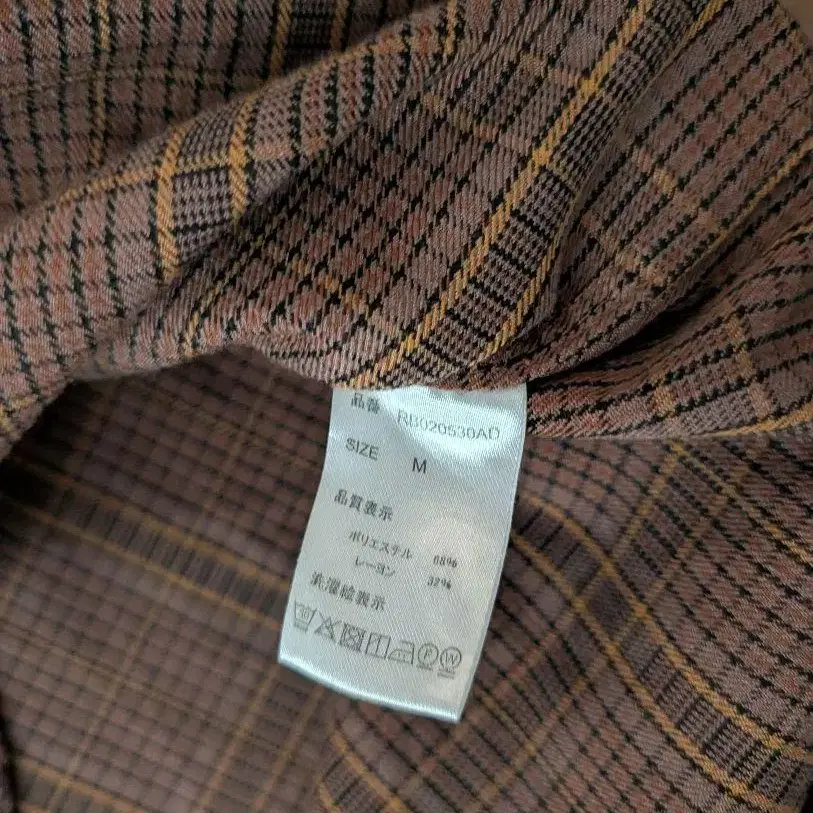 品番 RB020530AD
SIZE M
品質表示
ポリエステル 68%
レーヨン 32%
洗濯絵表示